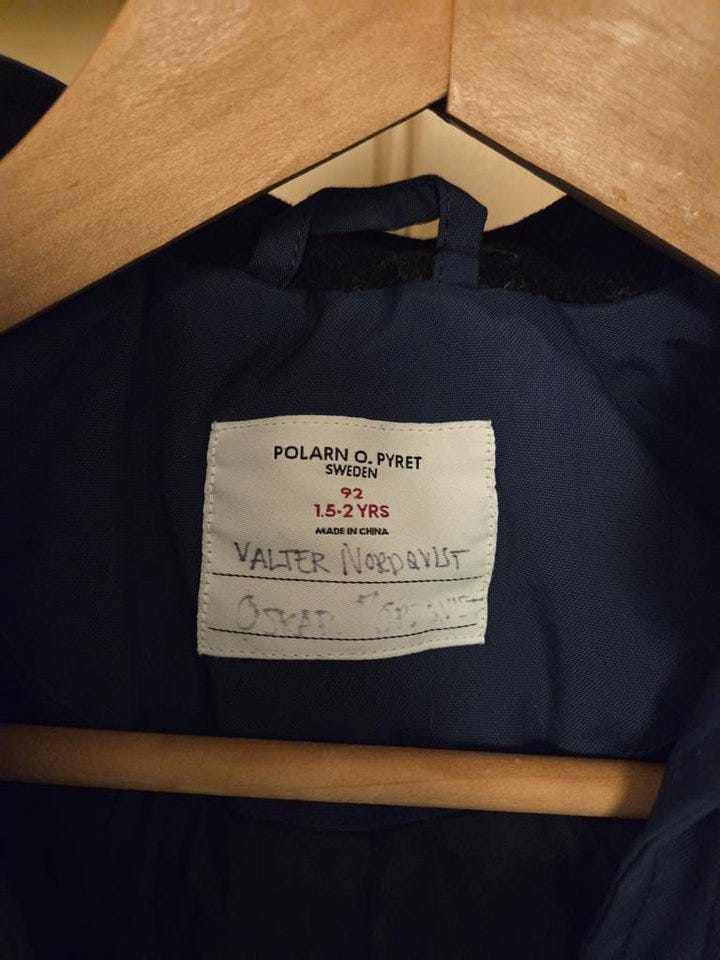 POLARN O. PYRET
SWEDEN
92
1.5-2 YRS
MADE IN CHINA
VALTER NORDQVIST
OSKAR